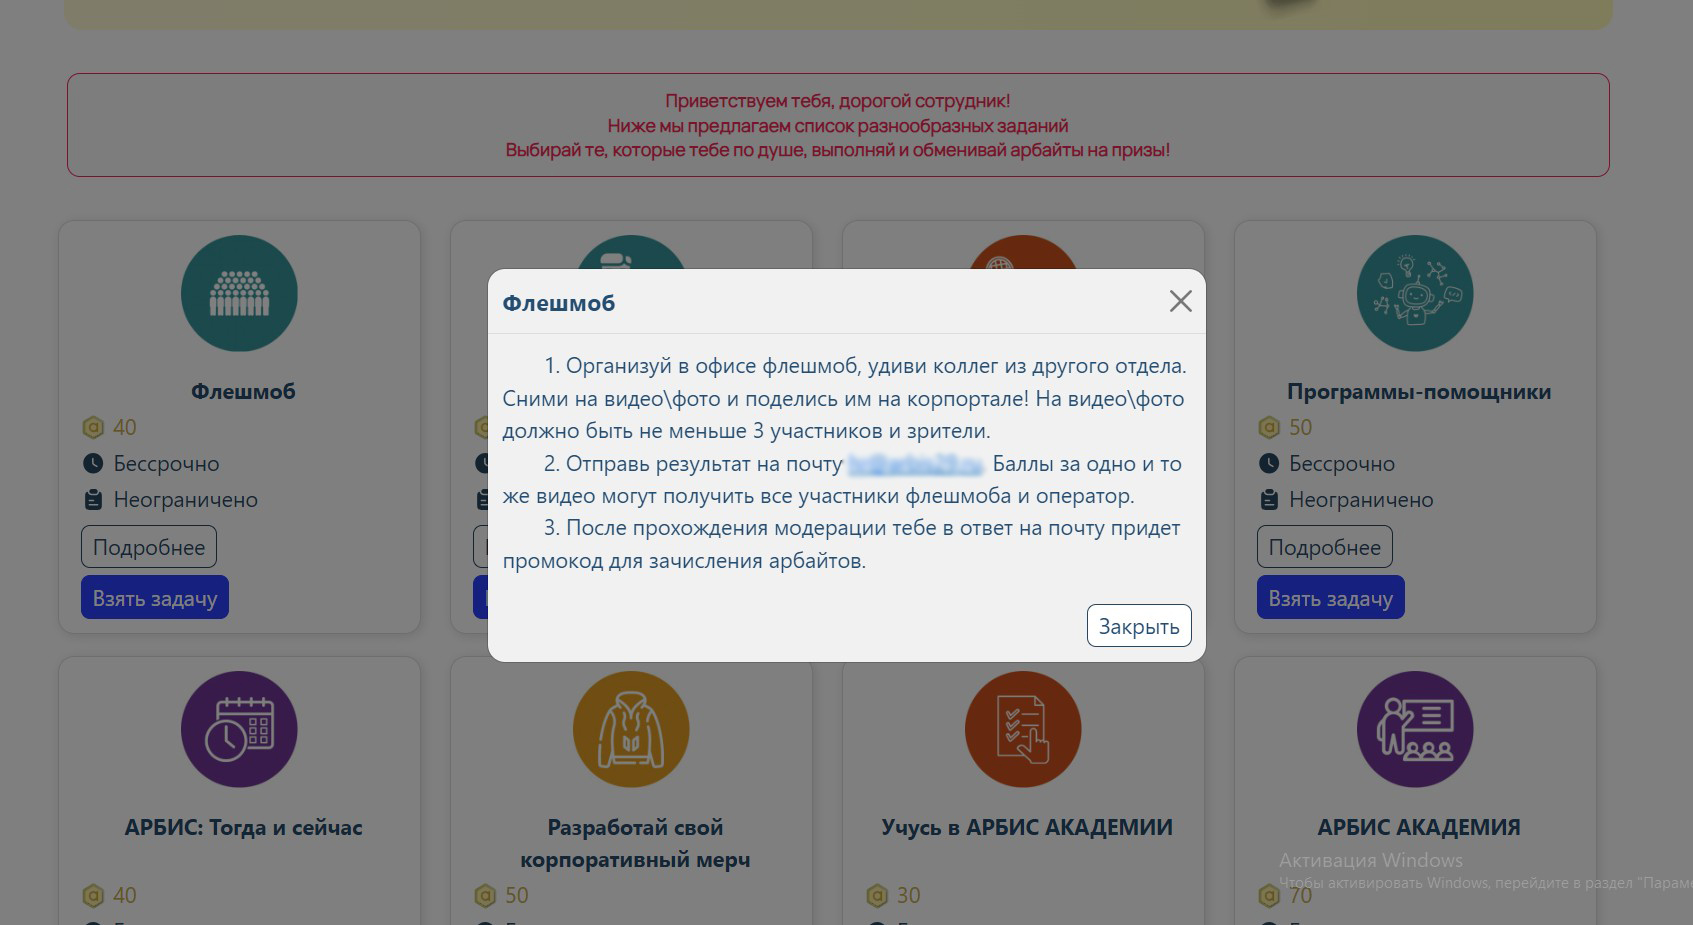 Приветствуем тебя, дорогой сотрудник!
Ниже мы предлагаем список разнообразных заданий
Выбирай те, которые тебе по душе, выполняй и обменивай арбайты на призы!
Флешмоб
1. Организуй в офисе флешмоб, удиви коллег из другого отдела.
Сними на видео\фото и поделись им на корпортале! На видео\фото
должно быть не меньше 3 участников и зрители.
2. Отправь результат на почту . Баллы за одно и то
же видео могут получить все участники флешмоба и оператор.
3. После прохождения модерации тебе в ответ на почту придет
промокод для зачисления арбайтов.
Закрыть
Флешмоб
40
Бессрочно
Неограничено
Подробнее
Взять задачу
Программы-помощники
50
Бессрочно
Неограничено
Подробнее
Взять задачу
АРБИС: Тогда и сейчас
40
Разработай свой
корпоративный мерч
50
Учусь в АРБИС АКАДЕМИИ
30
АРБИС АКАДЕМИЯ
70
Активация Windows
Чтобы активировать Windows, перейдите в раздел "Параме